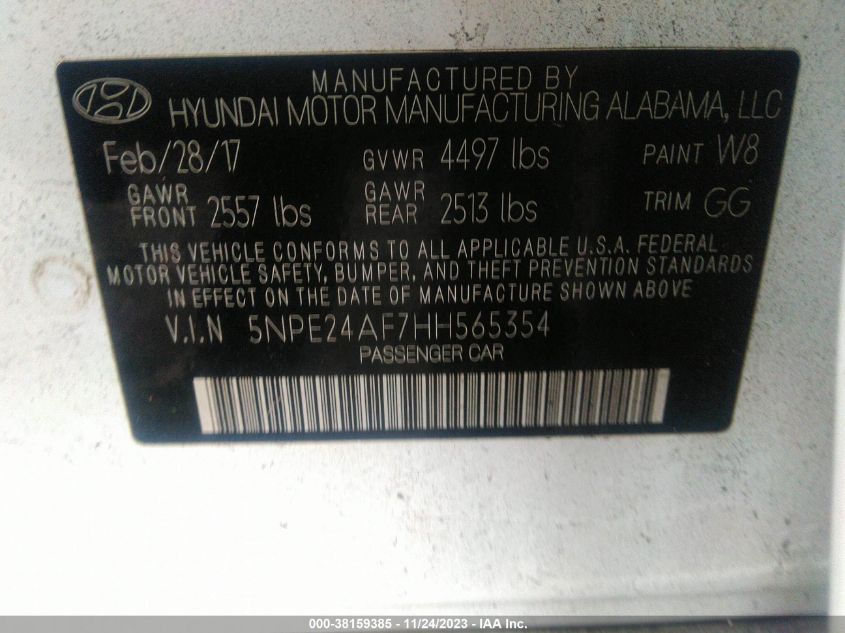 MANUFACTURED BY
HYUNDAI MOTOR MANUFACTURING ALABAMA, LLC
Feb/28/17 GVWR 4497 lbs PAINT W8
GAWR FRONT 2557 lbs GAWR REAR 2513 lbs TRIM GG
THIS VEHICLE CONFORMS TO ALL APPLICABLE U.S.A. FEDERAL
MOTOR VEHICLE SAFETY, BUMPER, AND THEFT PREVENTION STANDARDS
IN EFFECT ON THE DATE OF MANUFACTURE SHOWN ABOVE
V.I.N 5NPE24AF7HH565354
PASSENGER CAR
000-38159385 - 11/24/2023 - IAA Inc.